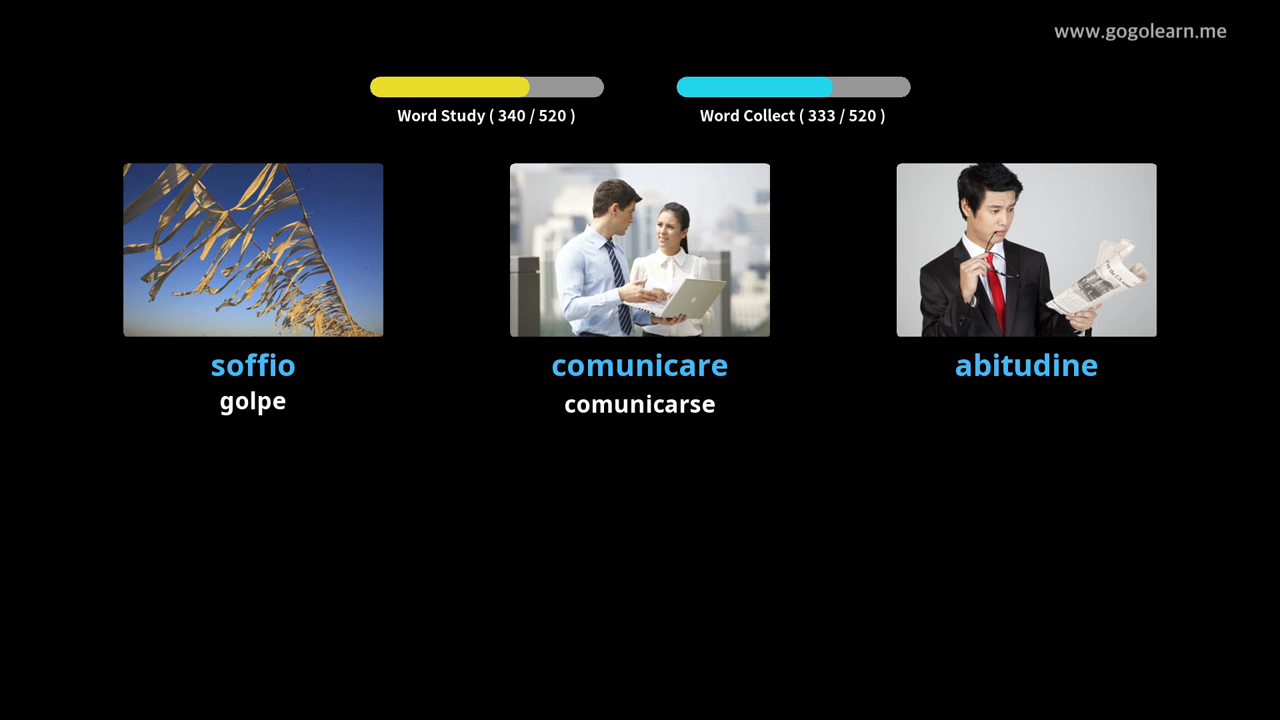 www.gogolearn.me
Word Study ( 340 / 520 )
Word Collect ( 333 / 520 )
soffio
golpe
comunicare
comunicarse
abitudine